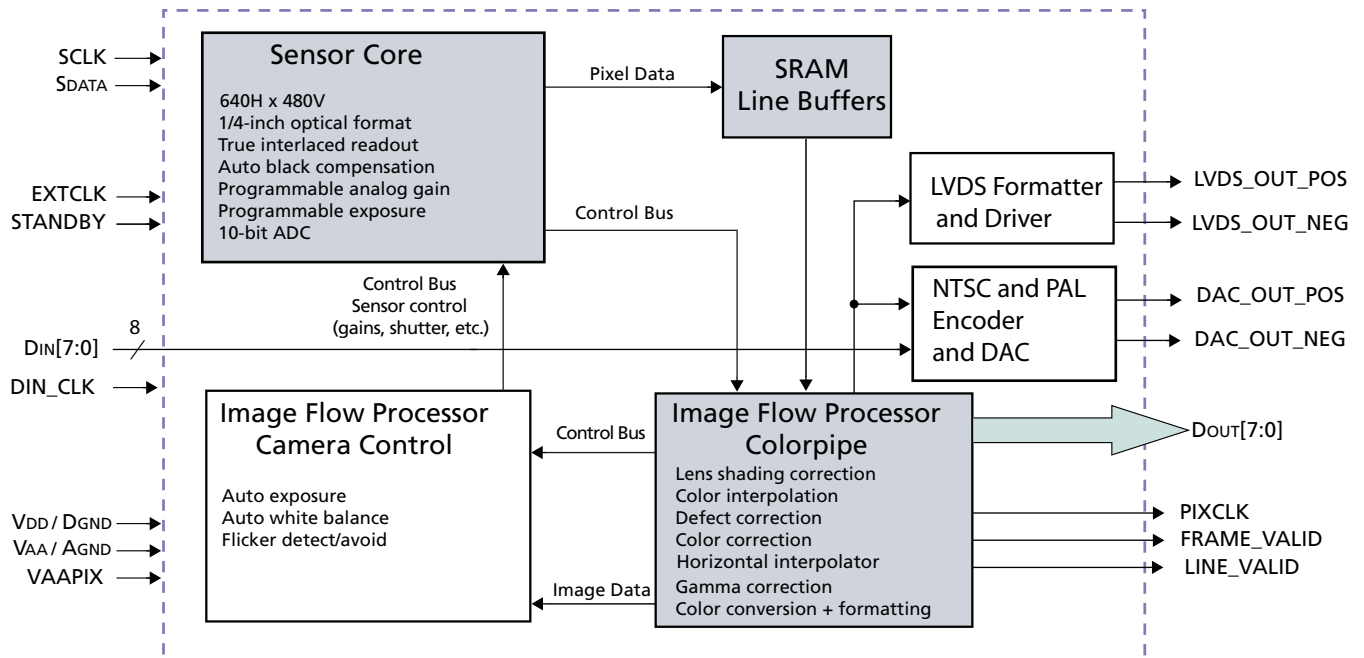 SCLK
SDATA
EXTCLK
STANDBY
8
DIN[7:0]
DIN_CLK
VDD / DGND
VAA / AGND
VAAPIX
Sensor Core
640H x 480V
1/4-inch optical format
True interlaced readout
Auto black compensation
Programmable analog gain
Programmable exposure
10-bit ADC
Pixel Data
SRAM
Line Buffers
Control Bus
Control Bus
Sensor control
(gains, shutter, etc.)
LVDS Formatter
and Driver
LVDS_OUT_POS
LVDS_OUT_NEG
NTSC and PAL
Encoder
and DAC
DAC_OUT_POS
DAC_OUT_NEG
Image Flow Processor
Camera Control
Auto exposure
Auto white balance
Flicker detect/avoid
Control Bus
Image Data
Image Flow Processor
Colorpipe
Lens shading correction
Color interpolation
Defect correction
Color correction
Horizontal interpolator
Gamma correction
Color conversion + formatting
DOUT[7:0]
PIXCLK
FRAME_VALID
LINE_VALID